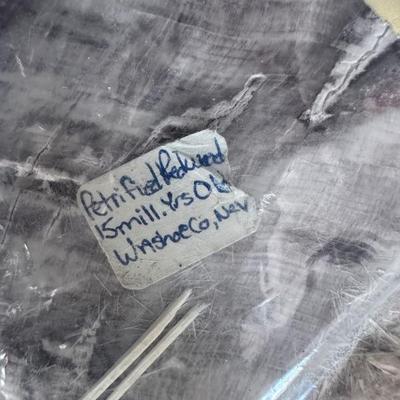 Petrified Redwood
15mill. Yrs Old
Washoe Co, Nev